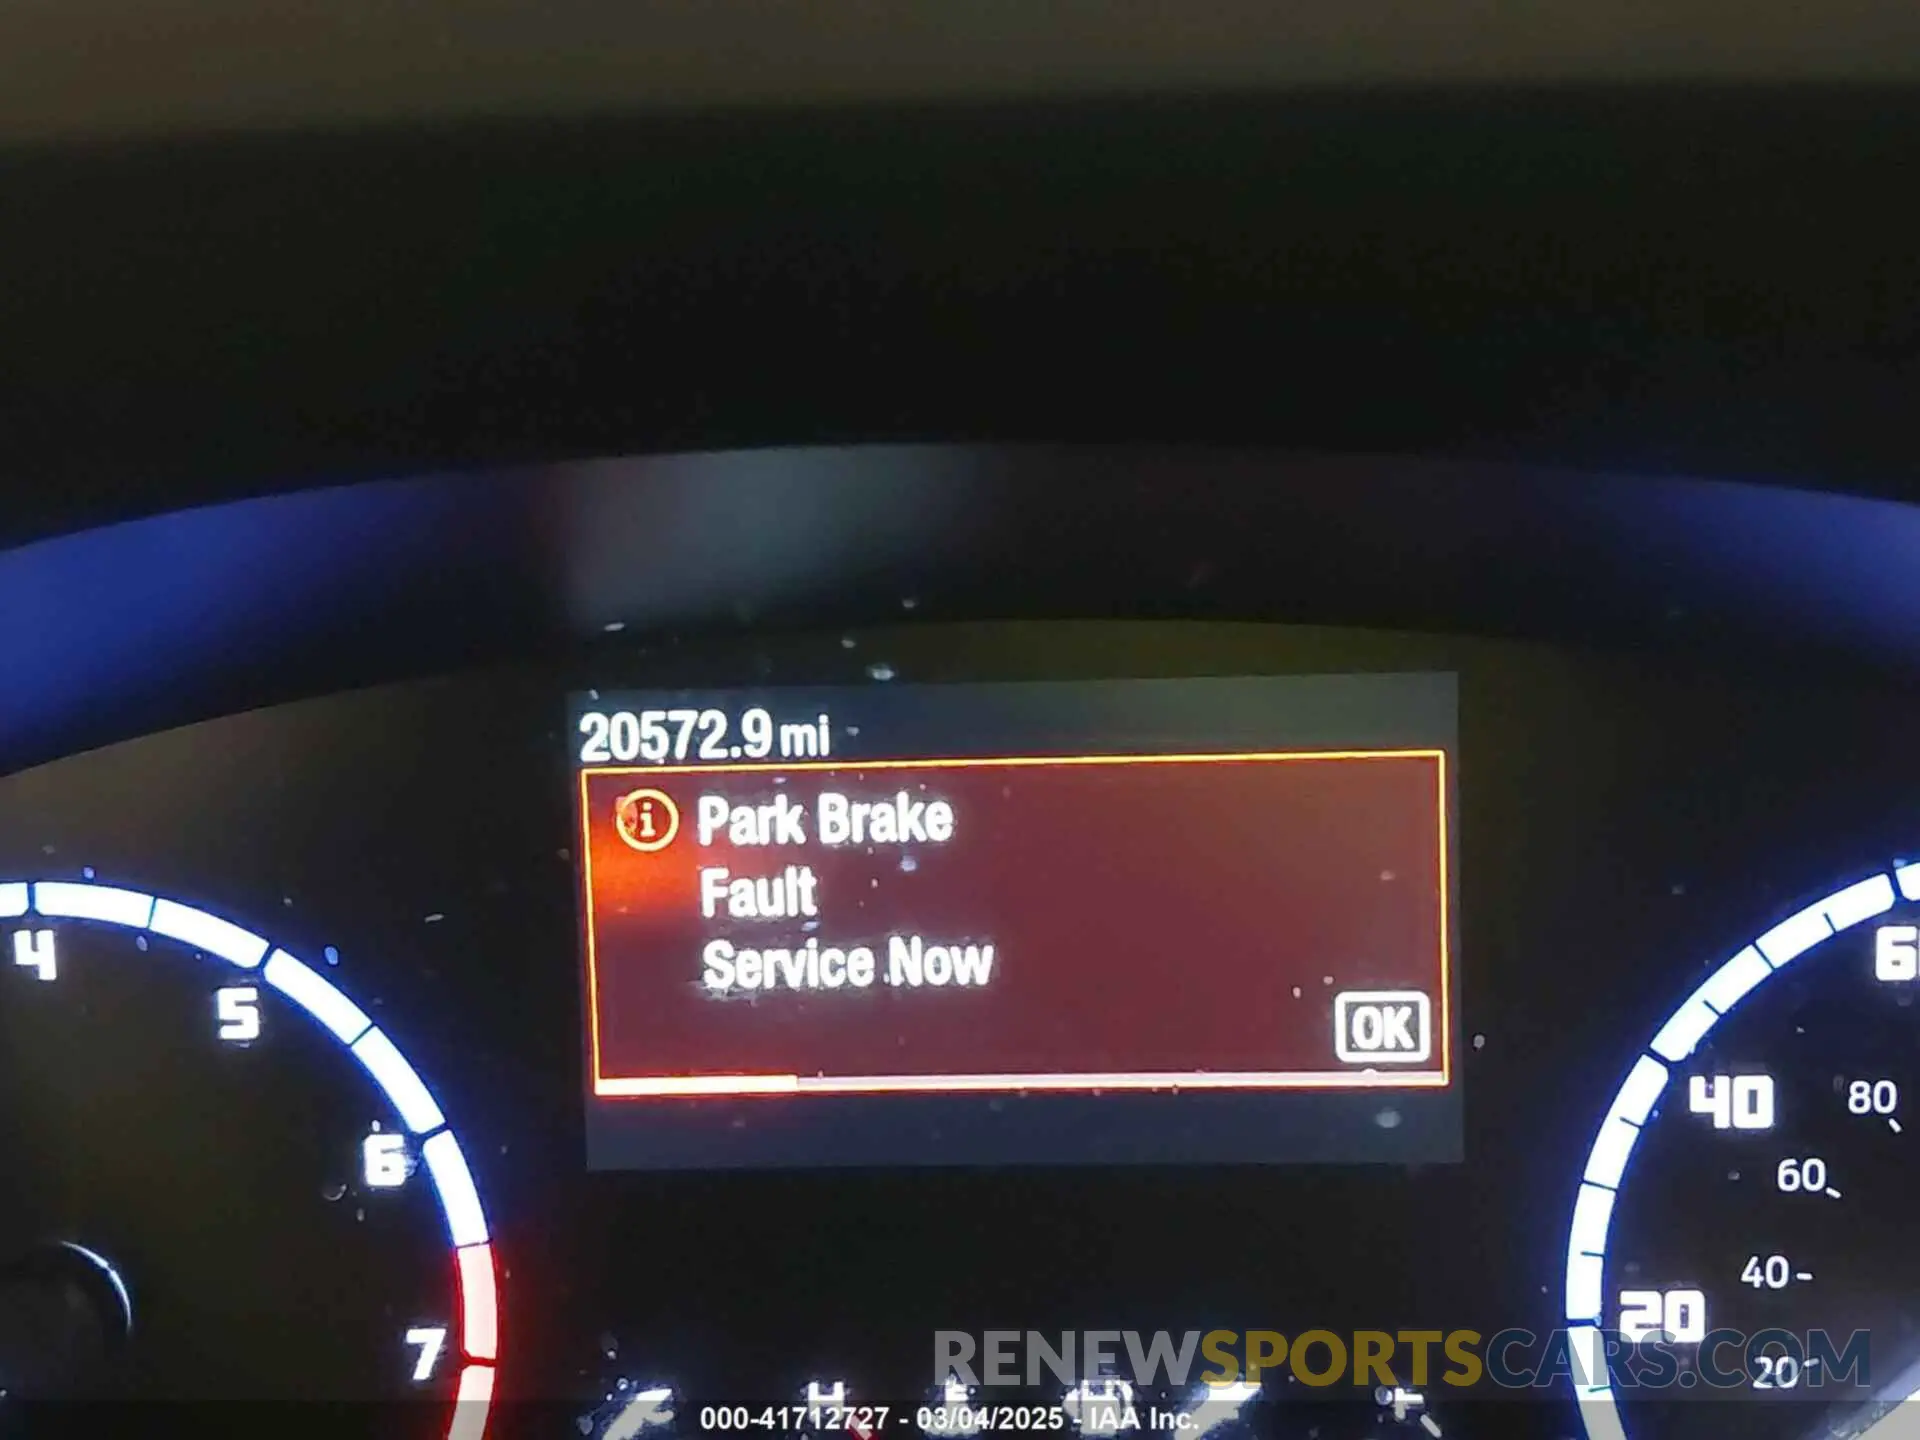 20572.9 mi
i Park Brake
Fault
Service Now
OK
4
5
6
7
40
20
80
60
40
20
H
RENEWSPORTSCARS.COM
000-41712727 - 03/04/2025 - IAA Inc.